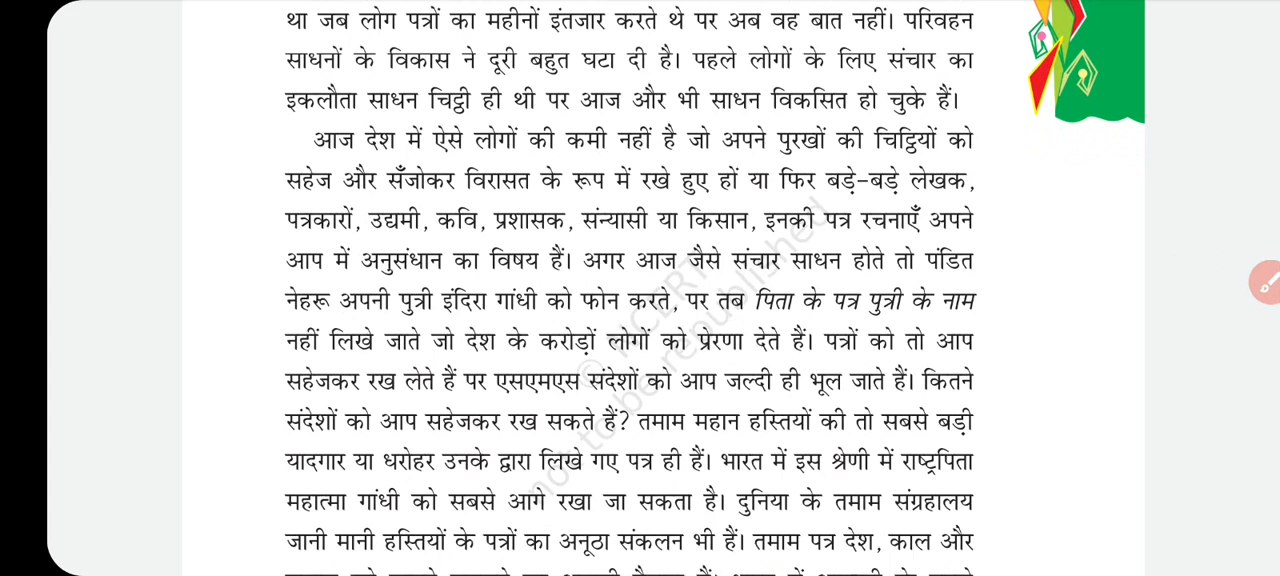 था जब लोग पत्रों का महीनों इंतजार करते थे पर अब वह बात नहीं। परिवहन
साधनों के विकास ने दूरी बहुत घटा दी है। पहले लोगों के लिए संचार का
इकलौता साधन चिट्ठी ही थी पर आज और भी साधन विकसित हो चुके हैं।
आज देश में ऐसे लोगों की कमी नहीं है जो अपने पुरखों की चिट्ठियों को
सहेज और सँजोकर विरासत के रूप में रखे हुए हों या फिर बड़े-बड़े लेखक,
पत्रकारों, उद्यमी, कवि, प्रशासक, संन्यासी या किसान, इनकी पत्र रचनाएँ अपने
आप में अनुसंधान का विषय हैं। अगर आज जैसे संचार साधन होते तो पंडित
नेहरू अपनी पुत्री इंदिरा गांधी को फोन करते, पर तब पिता के पत्र पुत्री के नाम
नहीं लिखे जाते जो देश के करोड़ों लोगों को प्रेरणा देते हैं। पत्रों को तो आप
सहेजकर रख लेते हैं पर एसएमएस संदेशों को आप जल्दी ही भूल जाते हैं। कितने
संदेशों को आप सहेजकर रख सकते हैं? तमाम महान हस्तियों की तो सबसे बड़ी
यादगार या धरोहर उनके द्वारा लिखे गए पत्र ही हैं। भारत में इस श्रेणी में राष्ट्रपिता
महात्मा गांधी को सबसे आगे रखा जा सकता है। दुनिया के तमाम संग्रहालय
जानी मानी हस्तियों के पत्रों का अनूठा संकलन भी हैं। तमाम पत्र देश, काल और
© NCERT
not to be republished